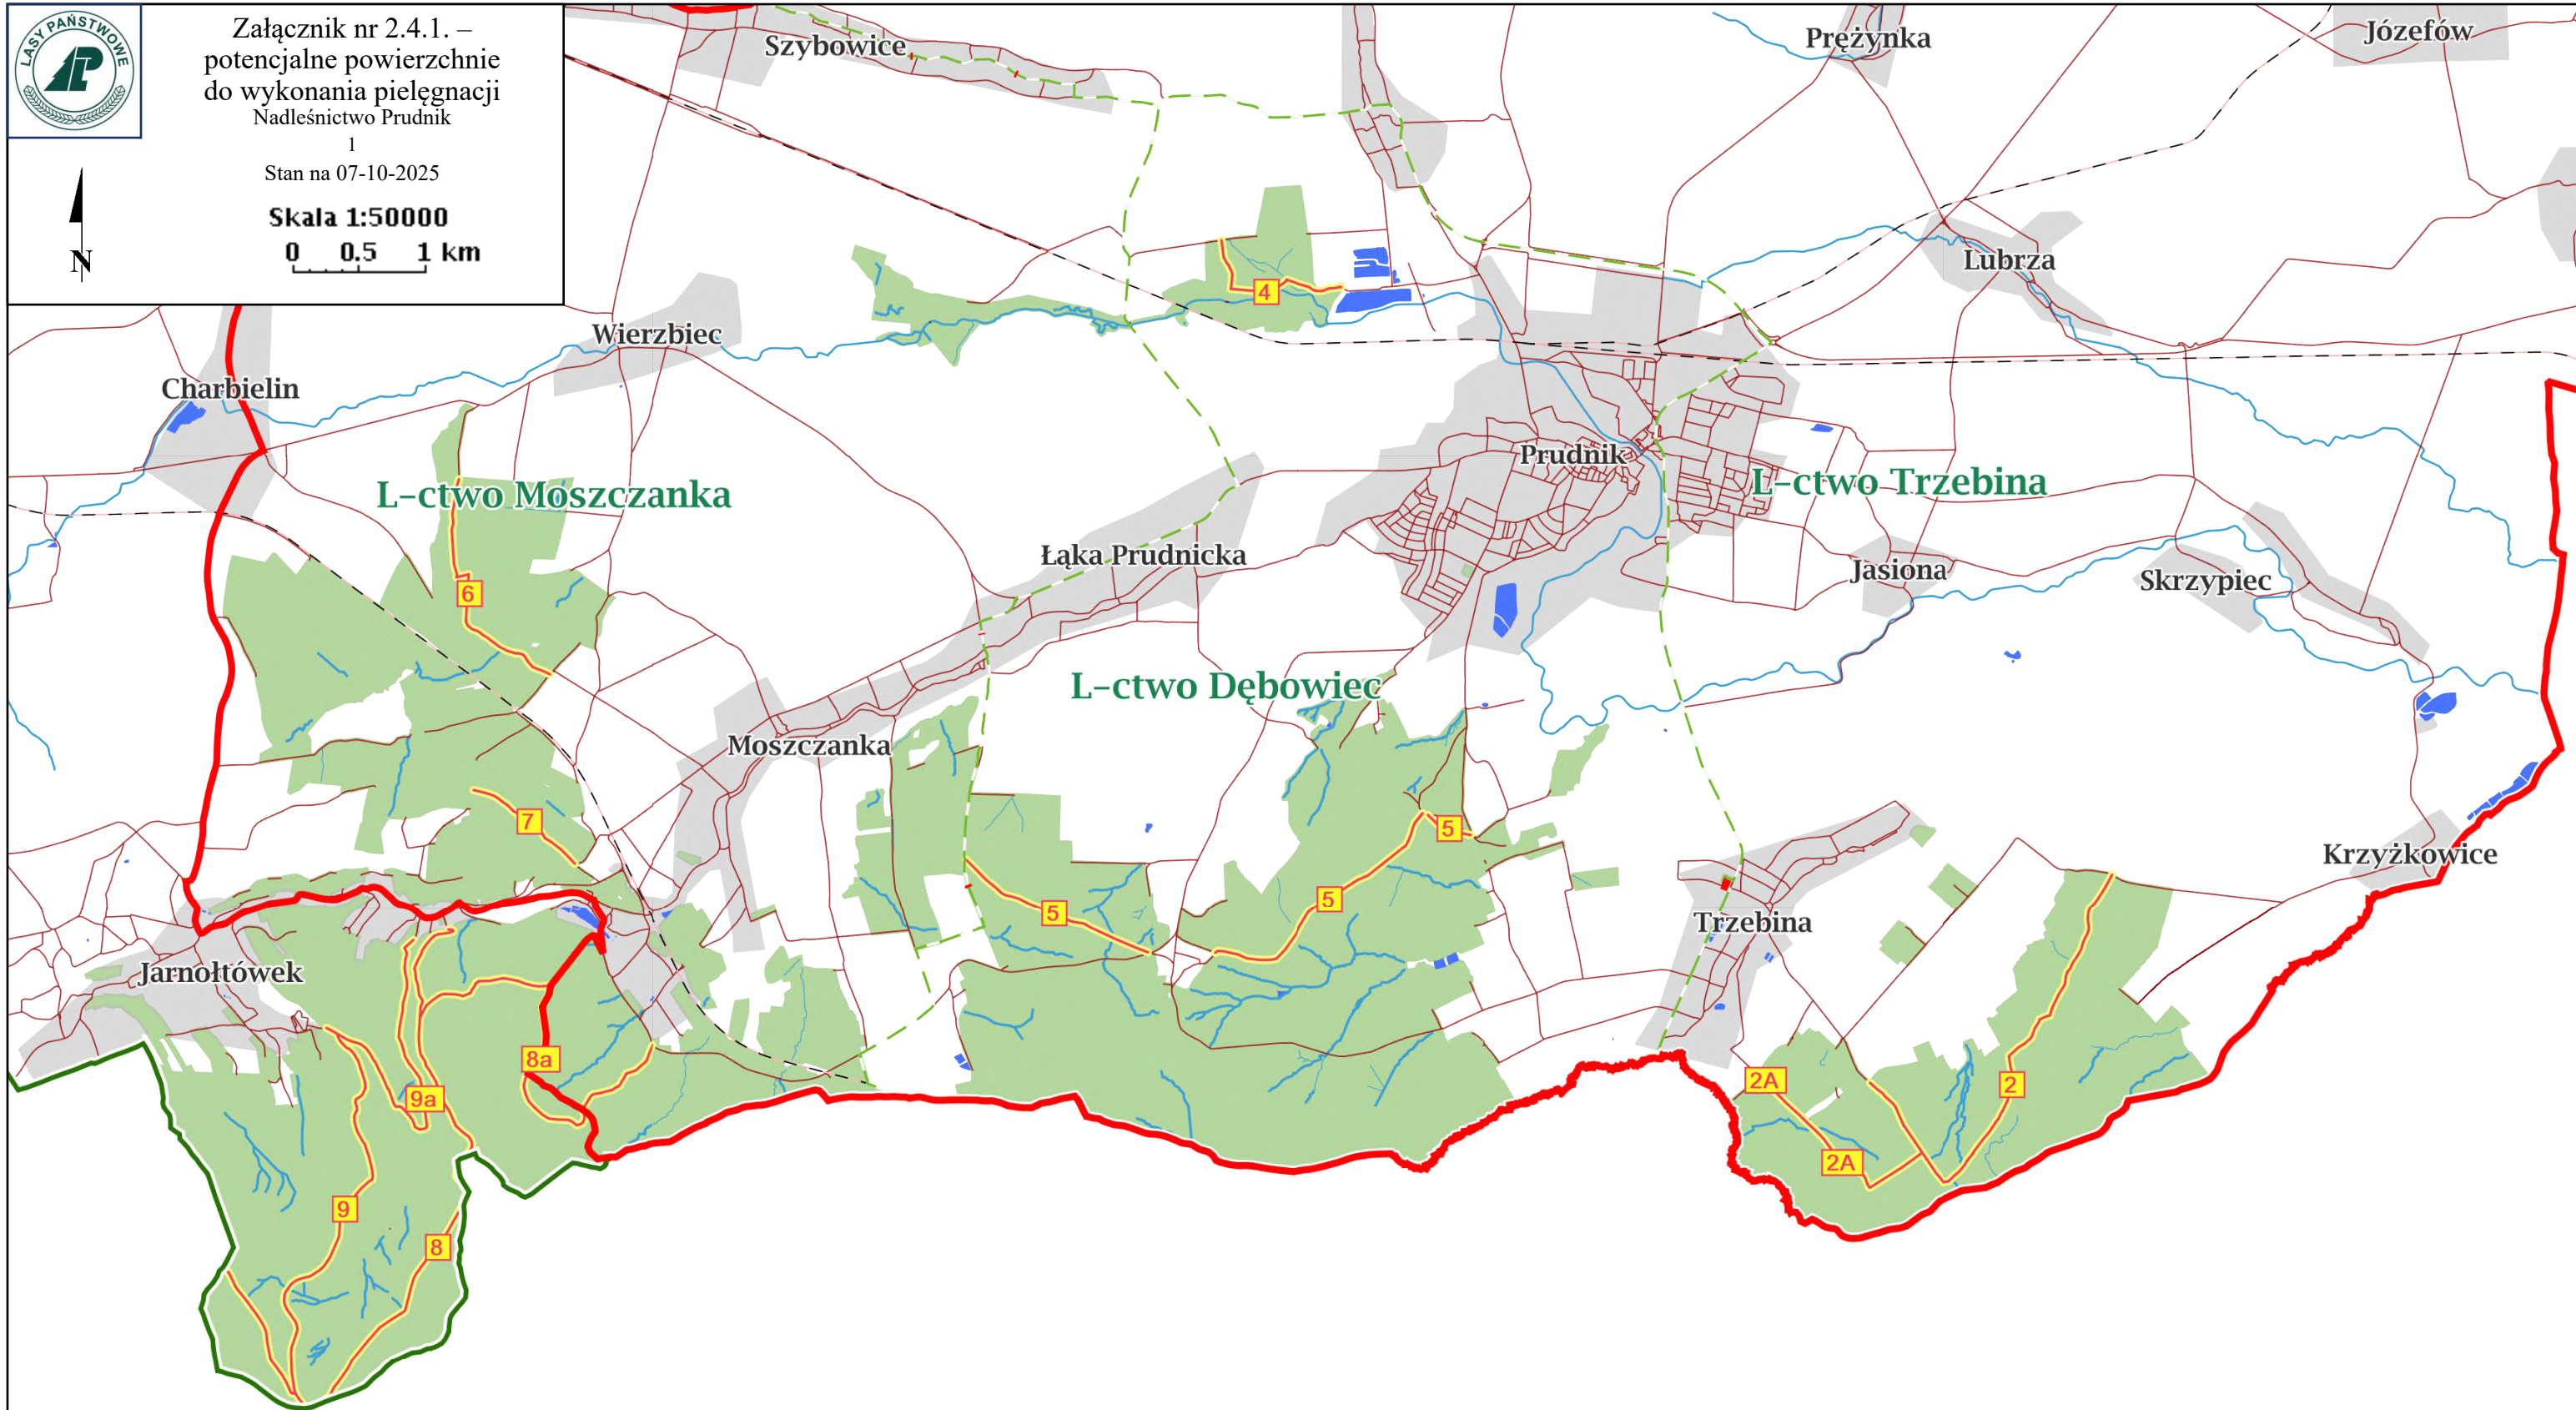 LASY PAŃSTWOWE
Załącznik nr 2.4.1. –
potencjalne powierzchnie
do wykonania pielęgnacji
Nadleśnictwo Prudnik
1
Stan na 07-10-2025
Skala 1:50000
0 0.5 1 km
N
Szybowice
Prężynka
Józefów
Lubrza
4
Wierzbiec
Charbielin
Prudnik
L-ctwo Moszczanka
L-ctwo Trzebina
Łąka Prudnicka
Jasiona
Skrzypiec
6
L-ctwo Dębowiec
Moszczanka
7
5
Krzyżkowice
5
5
Trzebina
Jarnołtówek
8a
2A
2
9a
2A
9
8